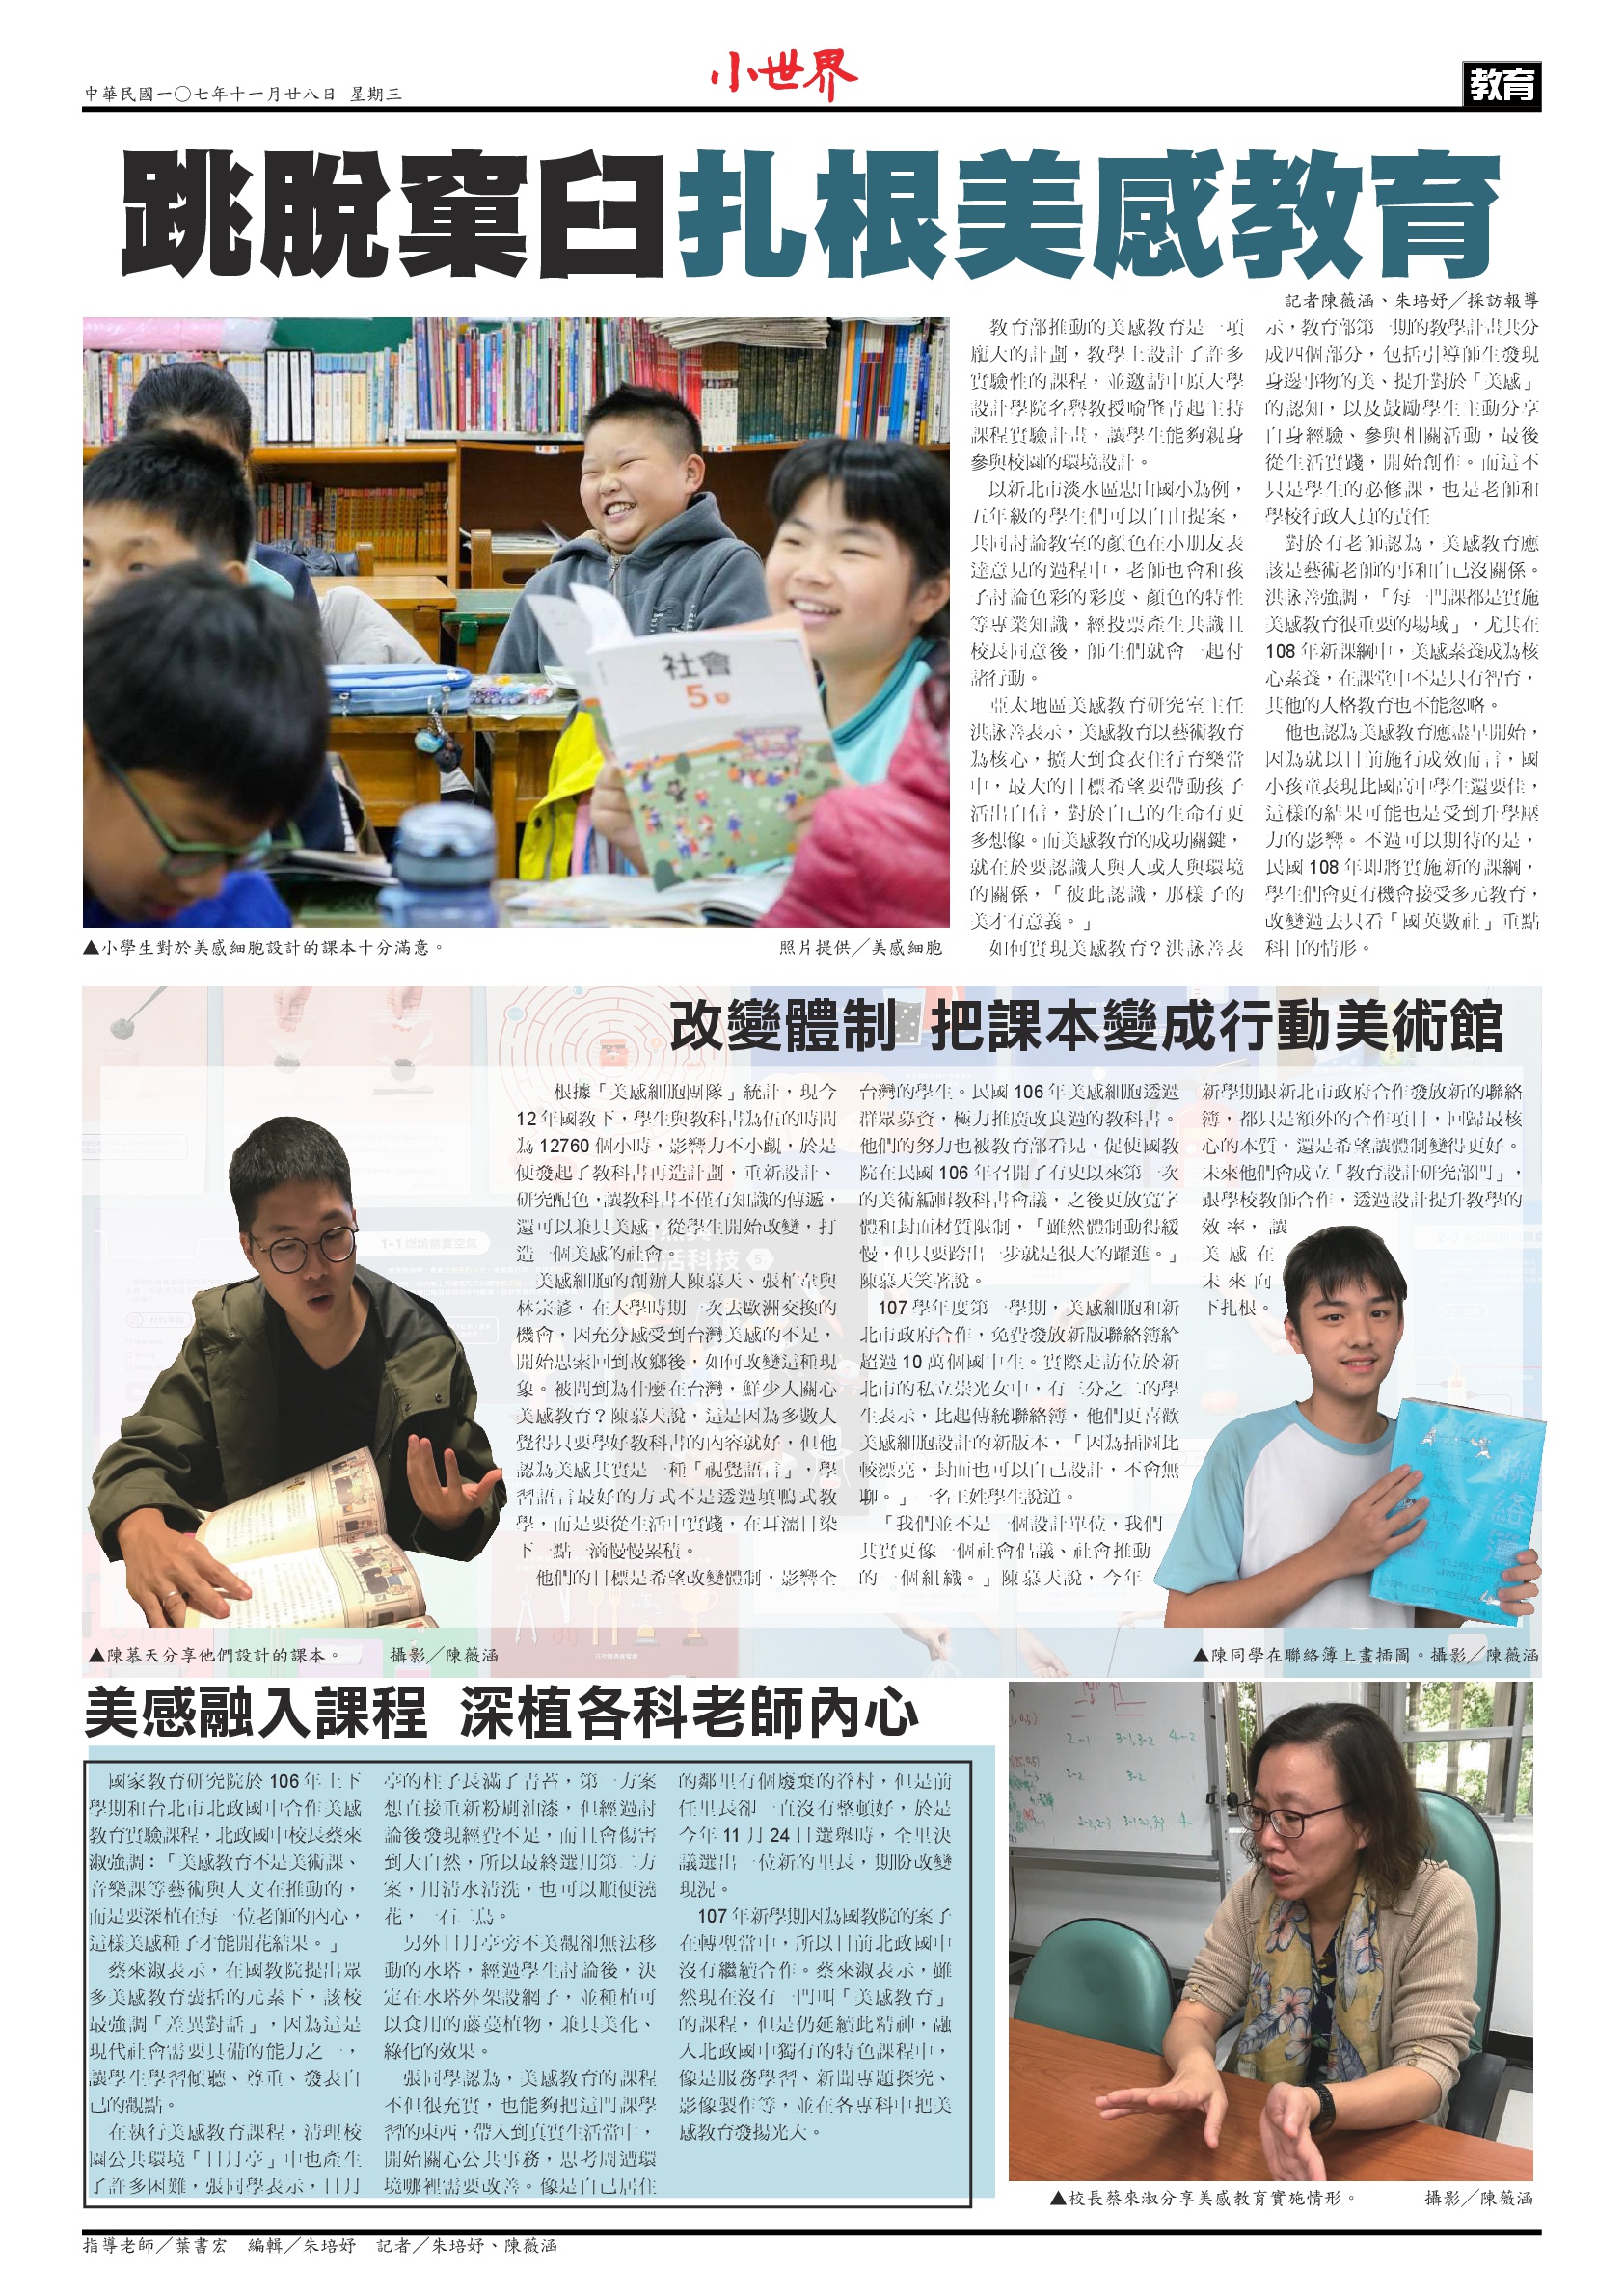 中華民國一〇七年十一月廿八日 星期三
小世界
教育
跳脫窠臼扎根美感教育
記者陳薇涵、朱培妤／採訪報導
教育部推動的美感教育是一項
龐大的計劃，教學上設計了許多
實驗性的課程，並邀請中原大學
設計學院名譽教授喻肇青起主持
課程實驗計畫，讓學生能夠親身
參與校園的環境設計。
以新北市淡水區忠山國小為例，
五年級的學生們可以自由提案，
共同討論教室的顏色在小朋友表
達意見的過程中，老師也會和孩
子討論色彩的彩度、顏色的特性
等專業知識，經投票產生共識且
校長同意後，師生們就會一起付
諸行動。
亞太地區美感教育研究室主任
洪詠善表示，美感教育以藝術教育
為核心，擴大到食衣住行育樂當
中，最大的目標希望要帶動孩子
活出自信，對於自己的生命有更
多想像。而美感教育的成功關鍵，
就在於要認識人與人或人與環境
的關係，「彼此認識，那樣子的
美才有意義。」
如何實現美感教育？洪詠善表
示，教育部第一期的教學計畫共分
成四個部分，包括引導師生發現
身邊事物的美、提升對於「美感」
的認知，以及鼓勵學生主動分享
自身經驗、參與相關活動，最後
從生活實踐，開始創作。而這不
只是學生的必修課，也是老師和
學校行政人員的責任
對於有老師認為，美感教育應
該是藝術老師的事和自己沒關係。
洪詠善強調，「每一門課都是實施
美感教育很重要的場域」，尤其在
108 年新課綱中，美感素養成為核
心素養，在課堂中不是只有智育，
其他的人格教育也不能忽略。
他也認為美感教育應盡早開始，
因為就以目前施行成效而言，國
小孩童表現比國高中學生還要佳，
這樣的結果可能也是受到升學壓
力的影響。不過可以期待的是，
民國 108 年即將實施新的課綱，
學生們會更有機會接受多元教育，
改變過去只看「國英數社」重點
科目的情形。
社會
5下
▲小學生對於美感細胞設計的課本十分滿意。 照片提供／美感細胞
改變體制 把課本變成行動美術館
根據「美感細胞團隊」統計，現今
12 年國教下，學生與教科書為伍的時間
為 12760 個小時，影響力不小覷，於是
便發起了教科書再造計劃，重新設計、
研究配色，讓教科書不僅有知識的傳遞，
還可以兼具美感，從學生開始改變，打
造一個美感的社會。
美感細胞的創辦人陳慕天、張柏韋與
林宗諺，在大學時期一次去歐洲交換的
機會，因充分感受到台灣美感的不足，
開始思索回到故鄉後，如何改變這種現
象。被問到為什麼在台灣，鮮少人關心
美感教育？陳慕天說，這是因為多數人
覺得只要學好教科書的內容就好，但他
認為美感其實是一種「視覺語言」，學
習語言最好的方式不是透過填鴨式教
學，而是要從生活中實踐，在耳濡目染
下一點一滴慢慢累積。
他們的目標是希望改變體制，影響全
台灣的學生。民國 106 年美感細胞透過
群眾募資，極力推廣改良過的教科書。
他們的努力也被教育部看見，促使國教
院在民國 106 年召開了有史以來第一次
的美術編輯教科書會議，之後更放寬字
體和封面材質限制，「雖然體制動得緩
慢，但只要跨出一步就是很大的躍進。」
陳慕天笑著說。
107 學年度第一學期，美感細胞和新
北市政府合作，免費發放新版聯絡簿給
超過 10 萬個國中生。實際走訪位於新
北市的私立崇光女中，有三分之二的學
生表示，比起傳統聯絡簿，他們更喜歡
美感細胞設計的新版本，「因為插圖比
較漂亮，封面也可以自己設計，不會無
聊。」一名王姓學生說道。
「我們並不是一個設計單位，我們
其實更像一個社會倡議、社會推動
的一個組織。」陳慕天說，今年
新學期跟新北市政府合作發放新的聯絡
簿，都只是額外的合作項目，回歸最核
心的本質，還是希望讓體制變得更好。
未來他們會成立「教育設計研究部門」，
跟學校教師合作，透過設計提升教學的
效率，讓
美感在
未來向
下扎根。
▲陳慕天分享他們設計的課本。 攝影／陳薇涵
▲陳同學在聯絡簿上畫插圖。攝影／陳薇涵
美感融入課程 深植各科老師內心
國家教育研究院於 106 年上下
學期和台北市北政國中合作美感
教育實驗課程，北政國中校長蔡來
淑強調：「美感教育不是美術課、
音樂課等藝術與人文在推動的，
而是要深植在每一位老師的內心，
這樣美感種子才能開花結果。」
蔡來淑表示，在國教院提出眾
多美感教育囊括的元素下，該校
最強調「差異對話」，因為這是
現代社會需要具備的能力之一，
讓學生學習傾聽、尊重、發表自
己的觀點。
在執行美感教育課程，清理校
園公共環境「日月亭」中也產生
了許多困難，張同學表示，日月
亭的柱子長滿了青苔，第一方案
想直接重新粉刷油漆，但經過討
論後發現經費不足，而且會傷害
到大自然，所以最終選用第二方
案，用清水清洗，也可以順便澆
花，一石二鳥。
另外日月亭旁不美觀卻無法移
動的水塔，經過學生討論後，決
定在水塔外架設網子，並種植可
以食用的藤蔓植物，兼具美化、
綠化的效果。
張同學認為，美感教育的課程
不但很充實，也能夠把這門課學
習的東西，帶入到真實生活當中，
開始關心公共事務，思考周遭環
境哪裡需要改善。像是自己居住
的鄰里有個廢棄的眷村，但是前
任里長卻一直沒有整頓好，於是
今年 11 月 24 日選舉時，全里決
議選出一位新的里長，期盼改變
現況。
107 年新學期因為國教院的案子
在轉型當中，所以目前北政國中
沒有繼續合作。蔡來淑表示，雖
然現在沒有一門叫「美感教育」
的課程，但是仍延續此精神，融
入北政國中獨有的特色課程中，
像是服務學習、新聞專題探究、
影像製作等，並在各專科中把美
感教育發揚光大。
▲校長蔡來淑分享美感教育實施情形。 攝影／陳薇涵
指導老師／葉書宏 編輯／朱培妤 記者／朱培妤、陳薇涵